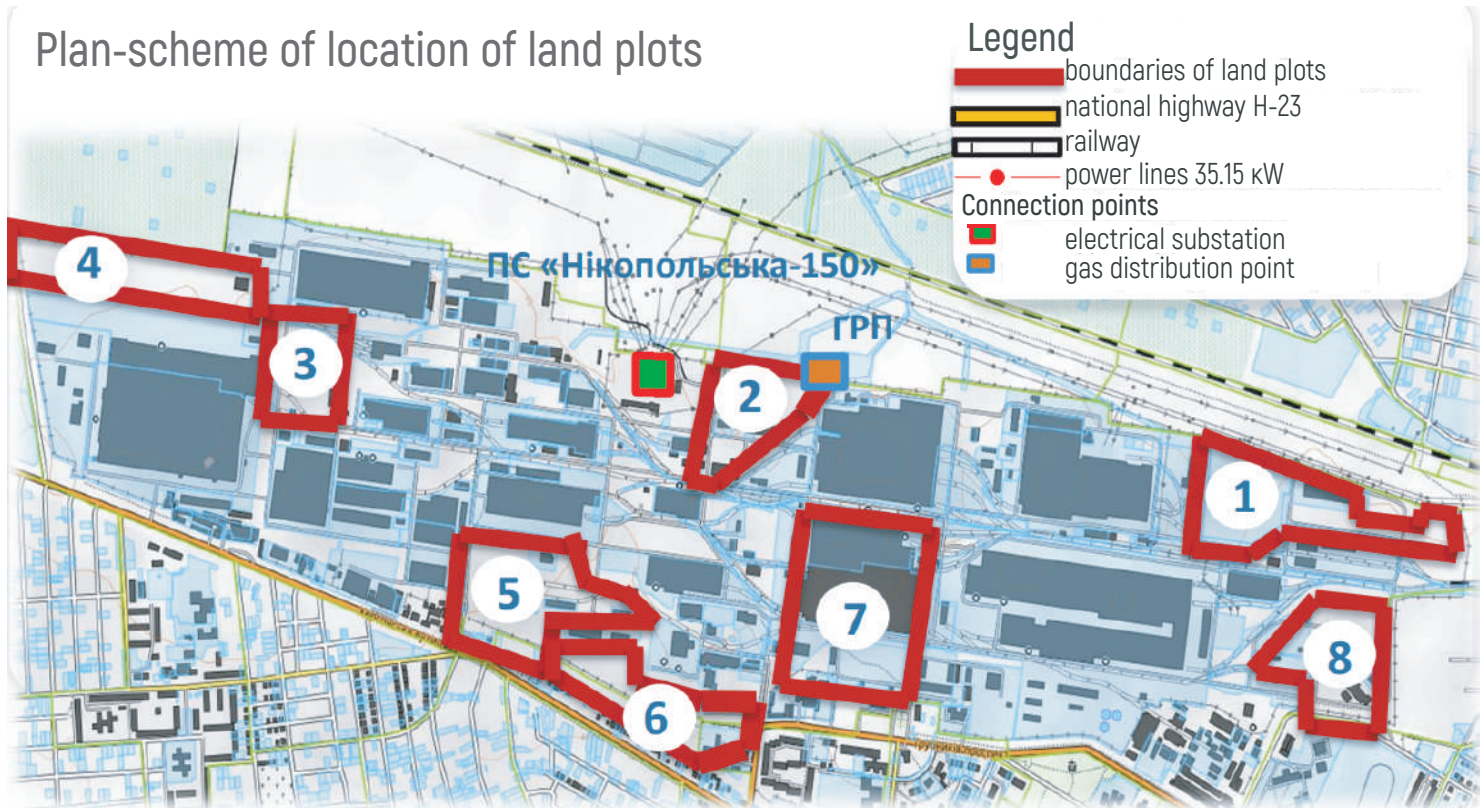 Plan-scheme of location of land plots
Legend
boundaries of land plots
national highway H-23
railway
power lines 35.15 кW
Connection points
electrical substation
gas distribution point
ПС «Нікопольська-150»
ГРП
4
3
2
1
5
7
6
8